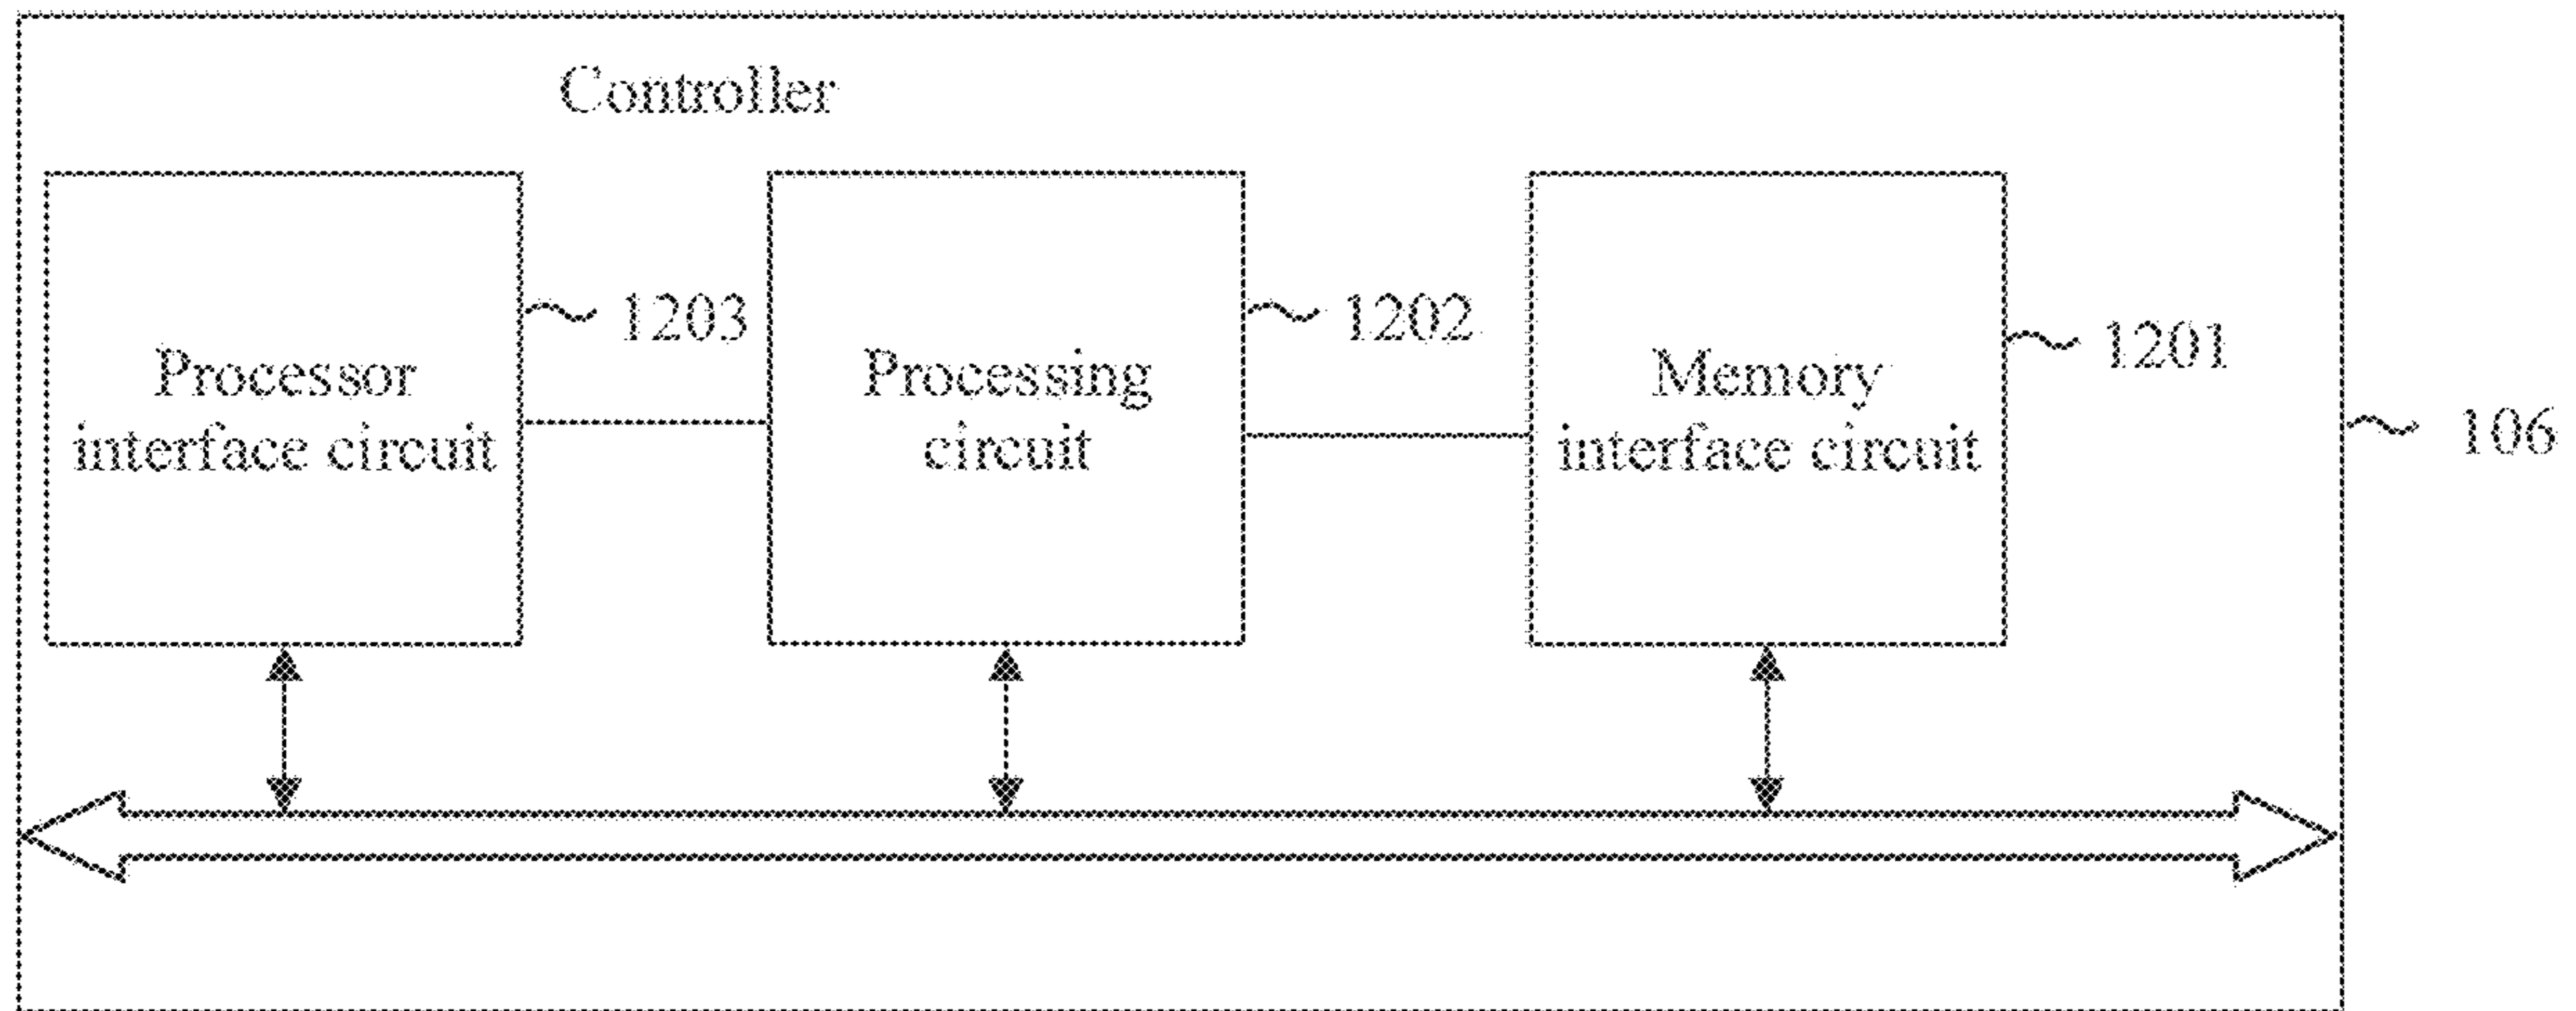 Controller
Processor
interface circuit
1203
Processing
circuit
1202
Memory
interface circuit
1201
106